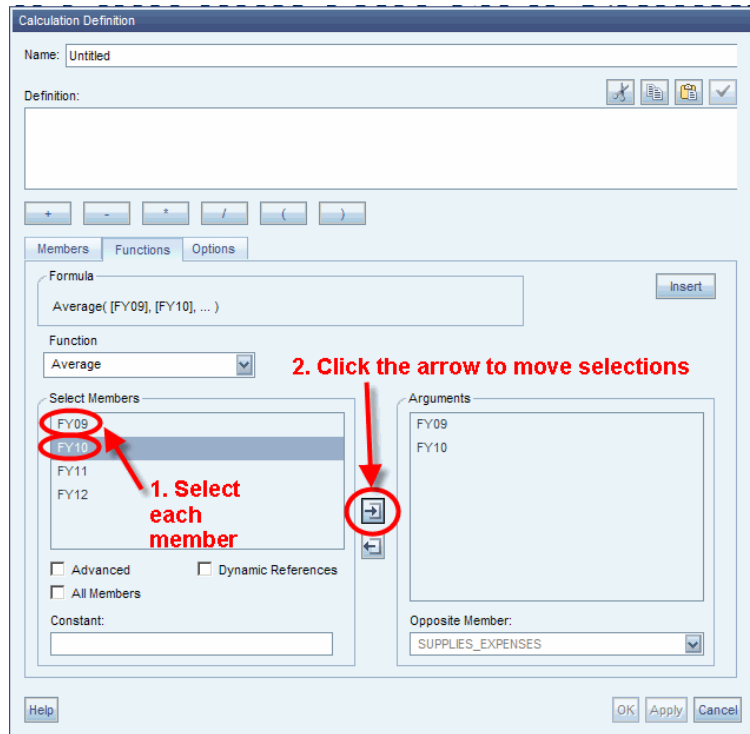 Calculation Definition
Name: Untitled
Definition:
+ - * / ( )
Members Functions Options
Formula
Insert
Average( [FY09], [FY10], ... )
Function
Average
2. Click the arrow to move selections
Select Members
Arguments
FY09
FY09
FY10
FY10
FY11
FY12
1. Select
each
member
Advanced Dynamic References
All Members
Constant:
Opposite Member:
SUPPLIES_EXPENSES
Help OK Apply Cancel